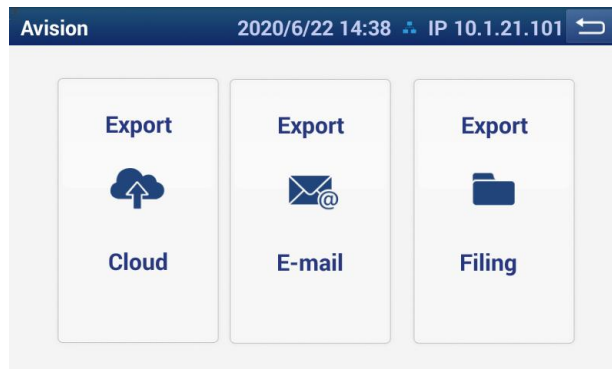 Avision 2020/6/22 14:38 IP 10.1.21.101
Export Export Export
@
Cloud E-mail Filing